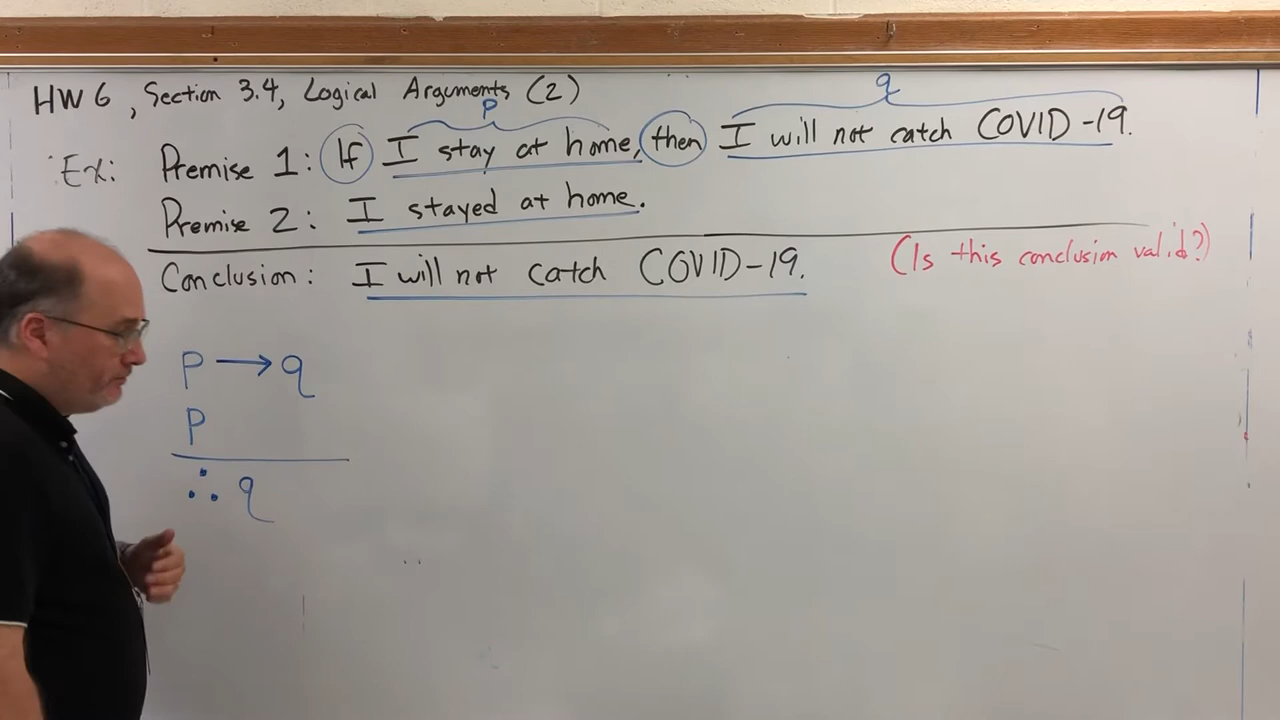 HW 6, Section 3.4, Logical Arguments (2)
p q
Ex: Premise 1: If I stay at home, then I will not catch COVID-19.
Premise 2: I stayed at home.
Conclusion: I will not catch COVID-19. (Is this conclusion valid?)
p → q
p
∴ q